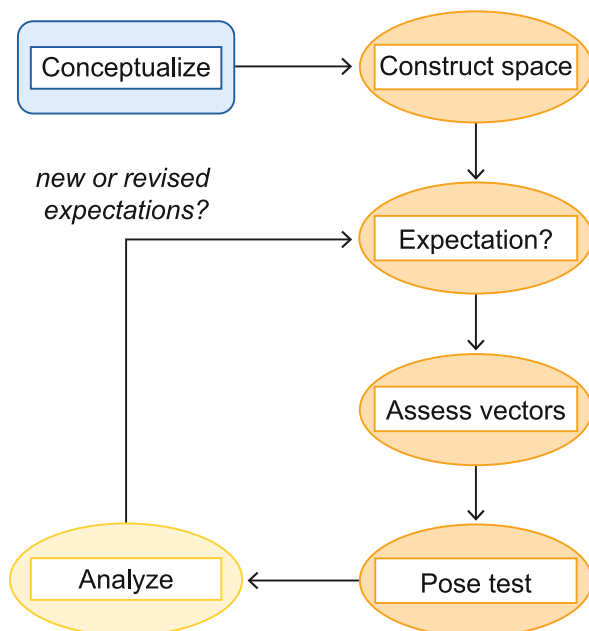 Conceptualize
Construct space
new or revised
expectations?
Expectation?
Assess vectors
Analyze
Pose test